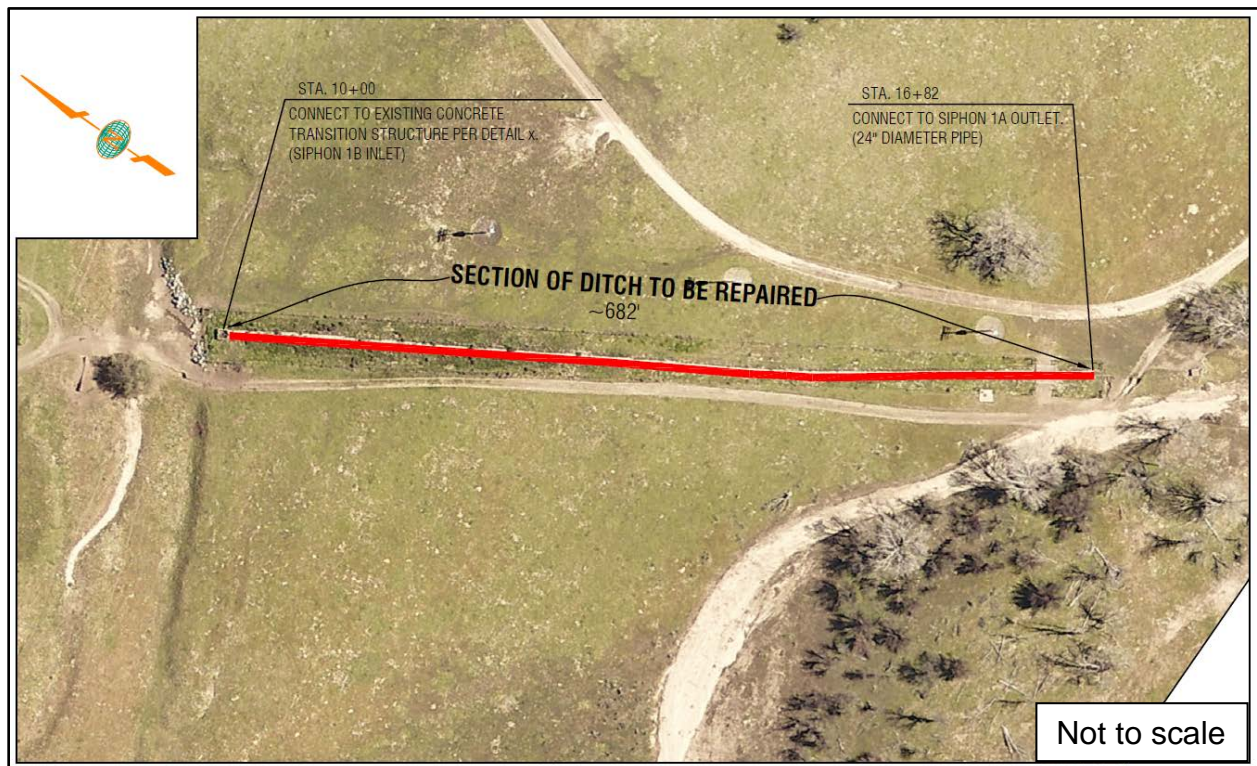 STA. 10+00
CONNECT TO EXISTING CONCRETE
TRANSITION STRUCTURE PER DETAIL x.
(SIPHON 1B INLET)
STA. 16+82
CONNECT TO SIPHON 1A OUTLET.
(24" DIAMETER PIPE)
SECTION OF DITCH TO BE REPAIRED
~682'
Not to scale